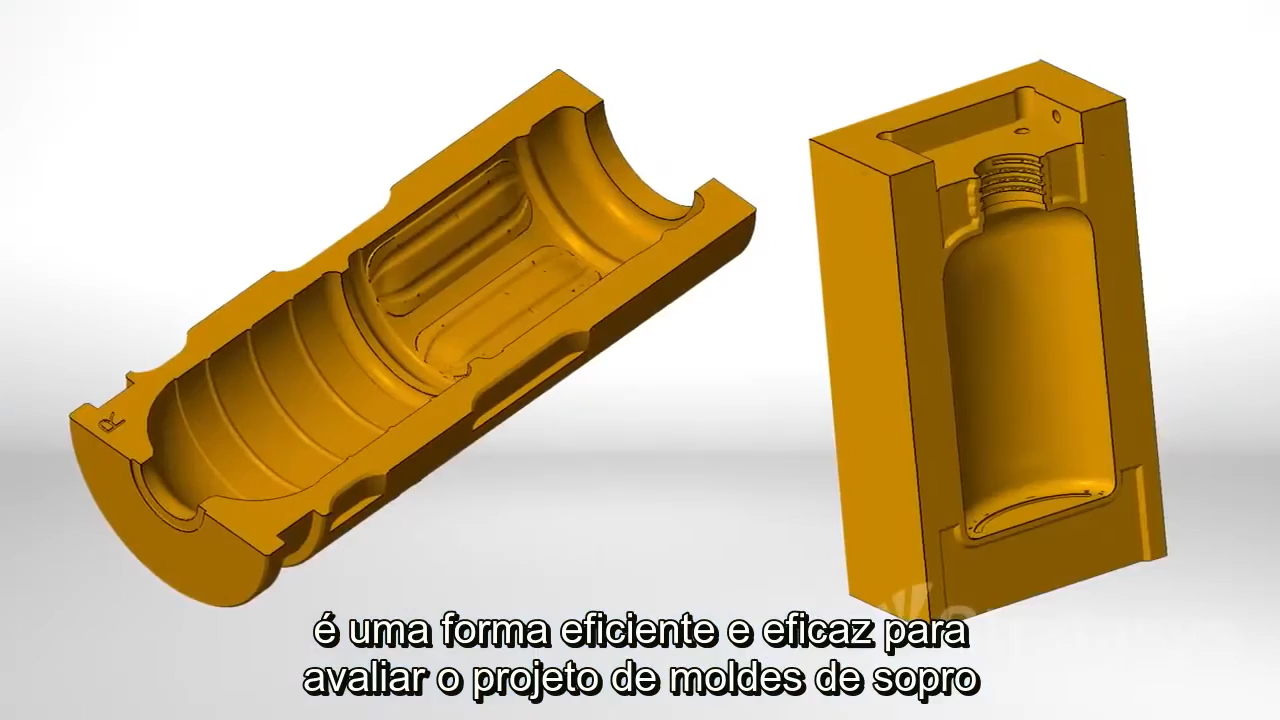 R
é uma forma eficiente e eficaz para
avaliar o projeto de moldes de sopro